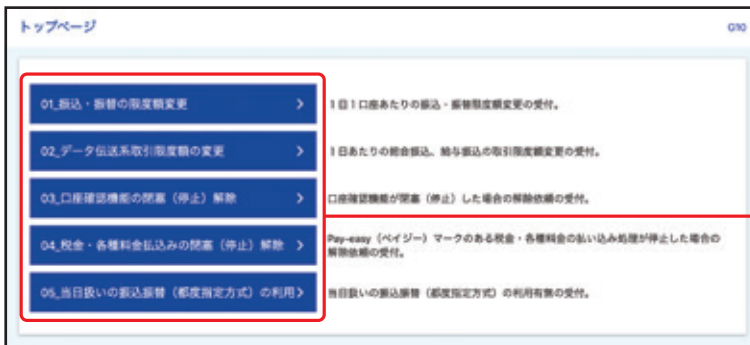 トップページ
G10
01_振込・振替の限度額変更
1日1口座あたりの振込・振替限度額変更の受付。
02_データ伝送系取引限度額の変更
1日あたりの総合振込、給与振込の取引限度額変更の受付。
03_口座確認機能の閉塞（停止）解除
口座確認機能が閉塞（停止）した場合の解除依頼の受付。
04_税金・各種料金払込みの閉塞（停止）解除
Pay-easy（ペイジー）マークのある税金・各種料金の払い込み処理が停止した場合の
解除依頼の受付。
05_当日扱いの振込振替（都度指定方式）の利用
当日扱いの振込振替（都度指定方式）の利用有無の受付。